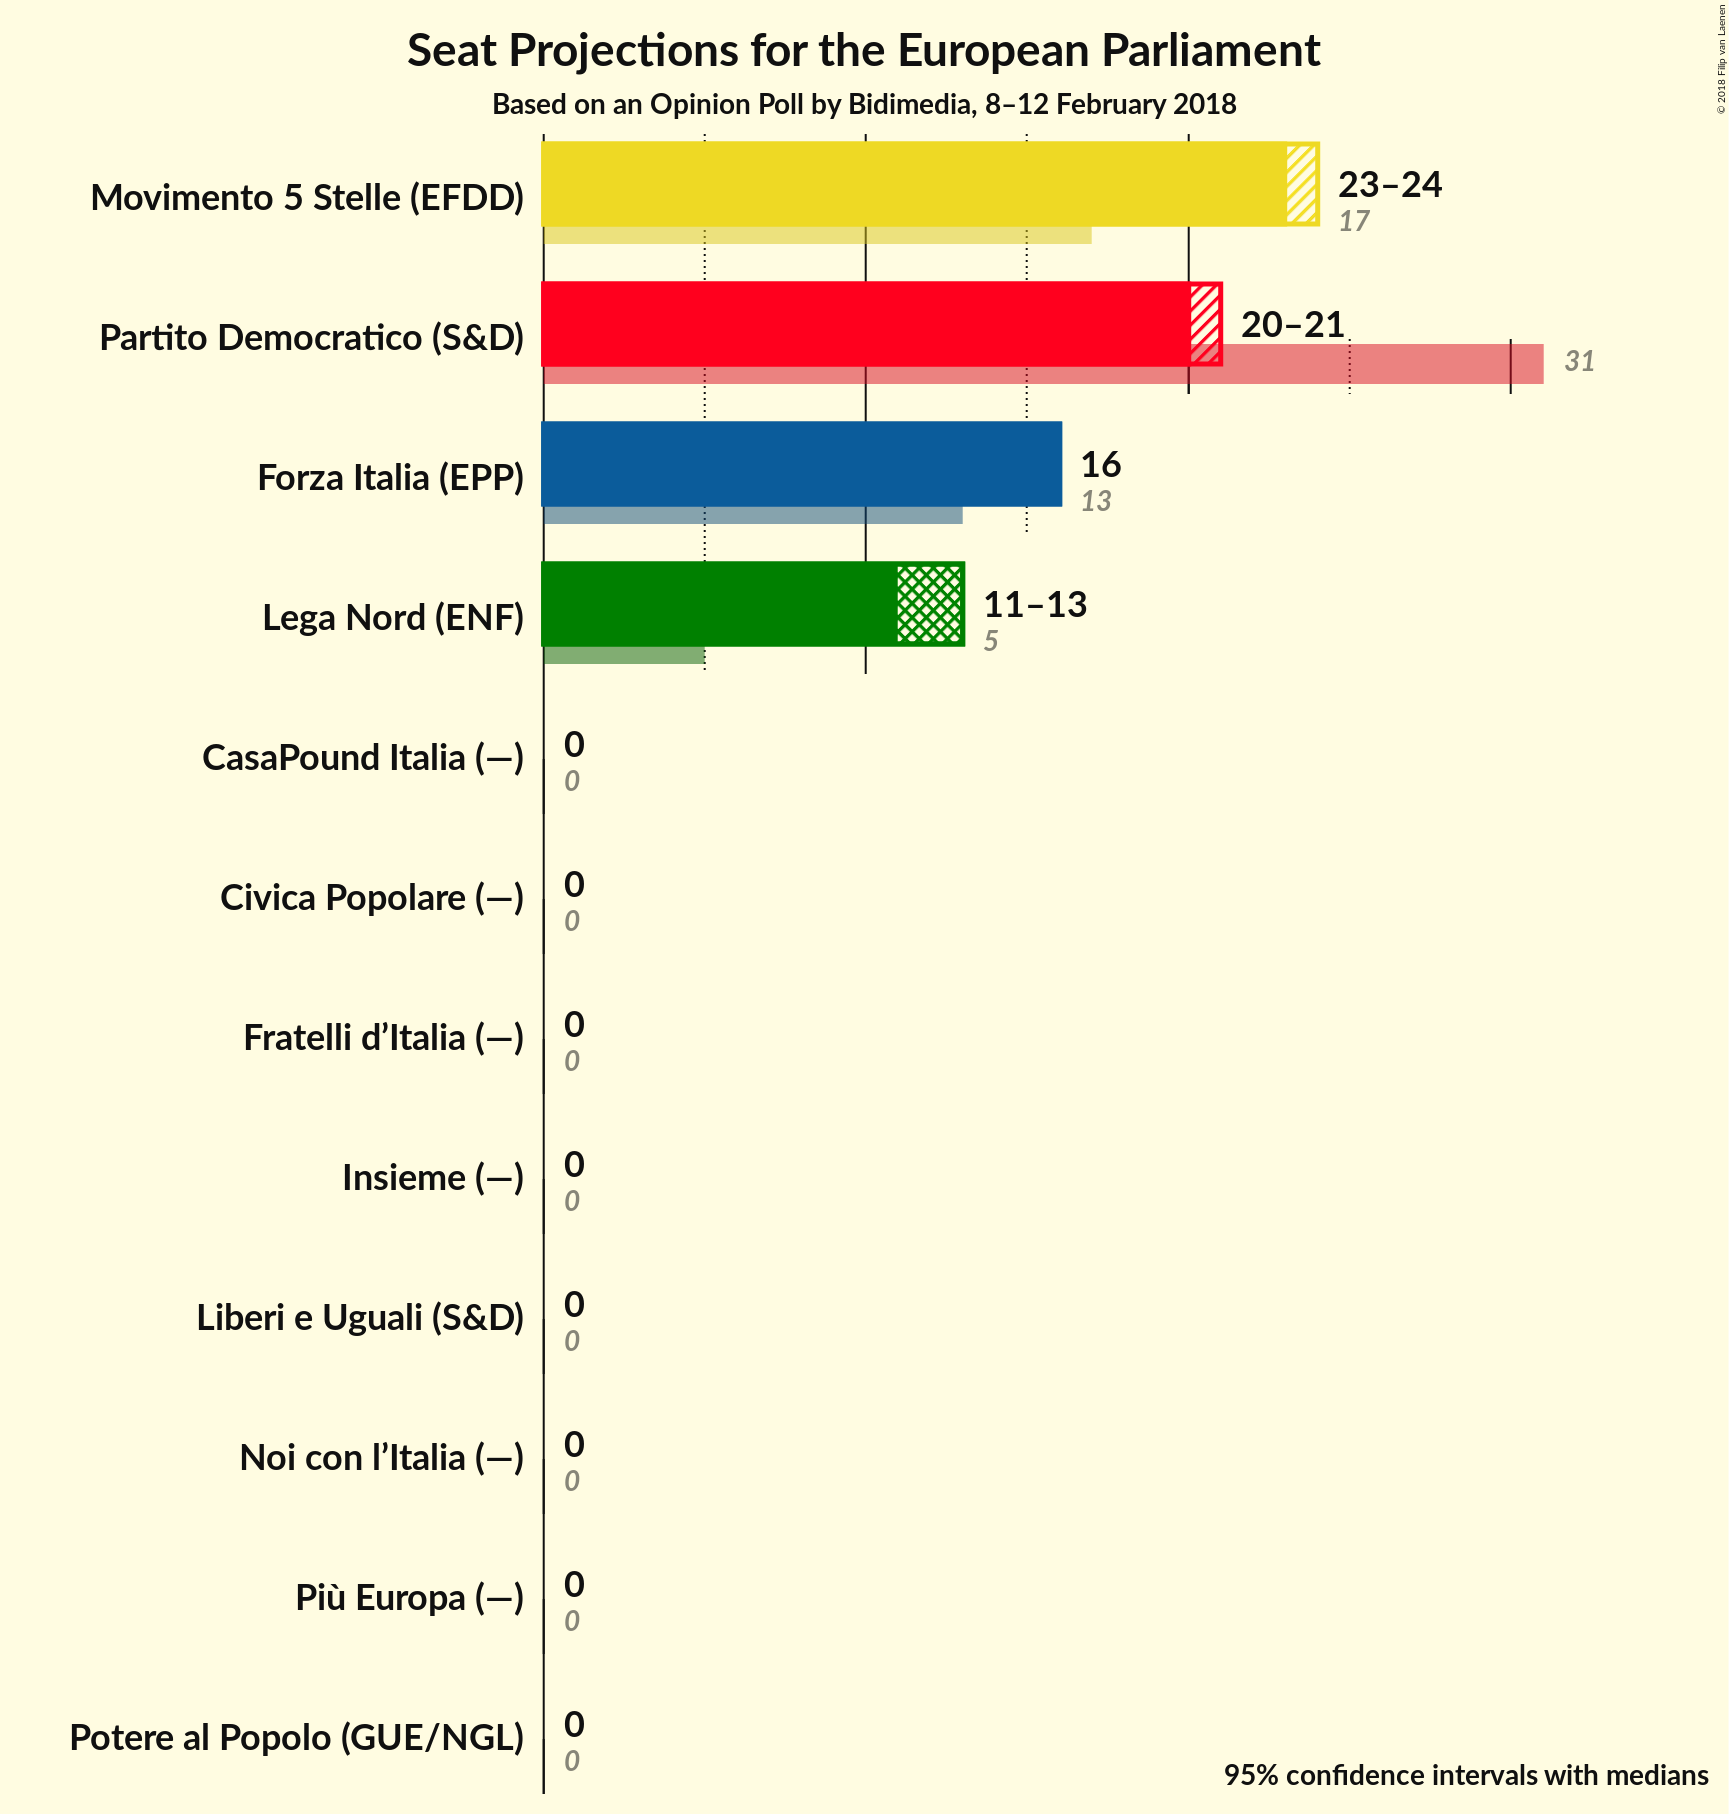 Seat Projections for the European Parliament
Based on an Opinion Poll by Bidimedia, 8–12 February 2018
© 2018 Filip van Laenen
Movimento 5 Stelle (EFDD)
23–24
17
Partito Democratico (S&D)
20–21
31
Forza Italia (EPP)
16
13
Lega Nord (ENF)
11–13
5
CasaPound Italia (—)
0
0
Civica Popolare (—)
0
0
Fratelli d’Italia (—)
0
0
Insieme (—)
0
0
Liberi e Uguali (S&D)
0
0
Noi con l’Italia (—)
0
0
Più Europa (—)
0
0
Potere al Popolo (GUE/NGL)
0
0
95% confidence intervals with medians